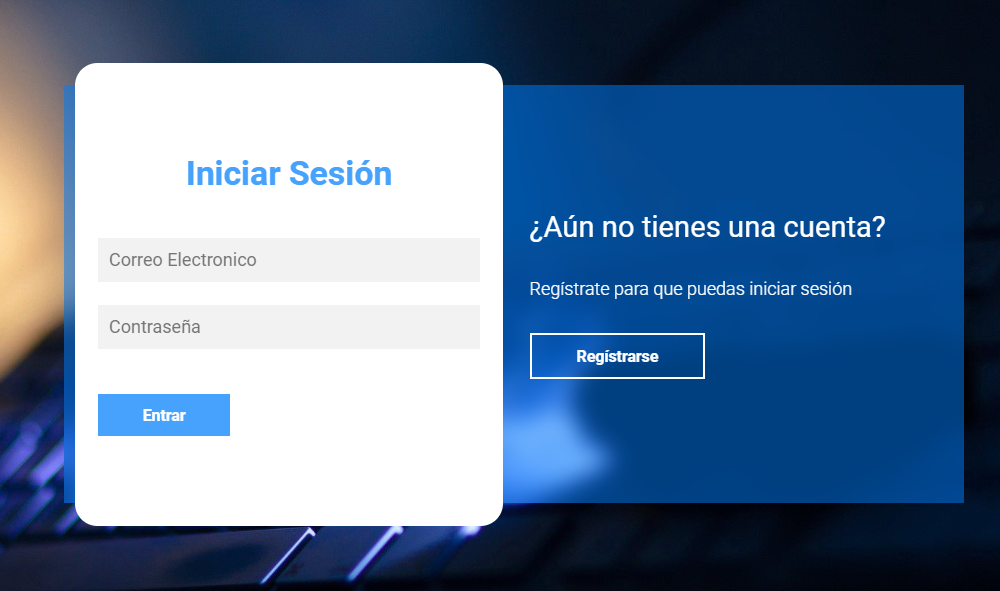 Iniciar Sesión
Correo Electronico
Contraseña
Entrar
¿Aún no tienes una cuenta?
Regístrate para que puedas iniciar sesión
Regístrarse